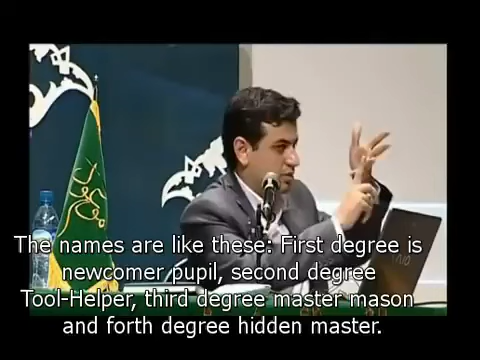 VAIO
The names are like these: First degree is
newcomer pupil, second degree
Tool-Helper, third degree master mason
and forth degree hidden master.